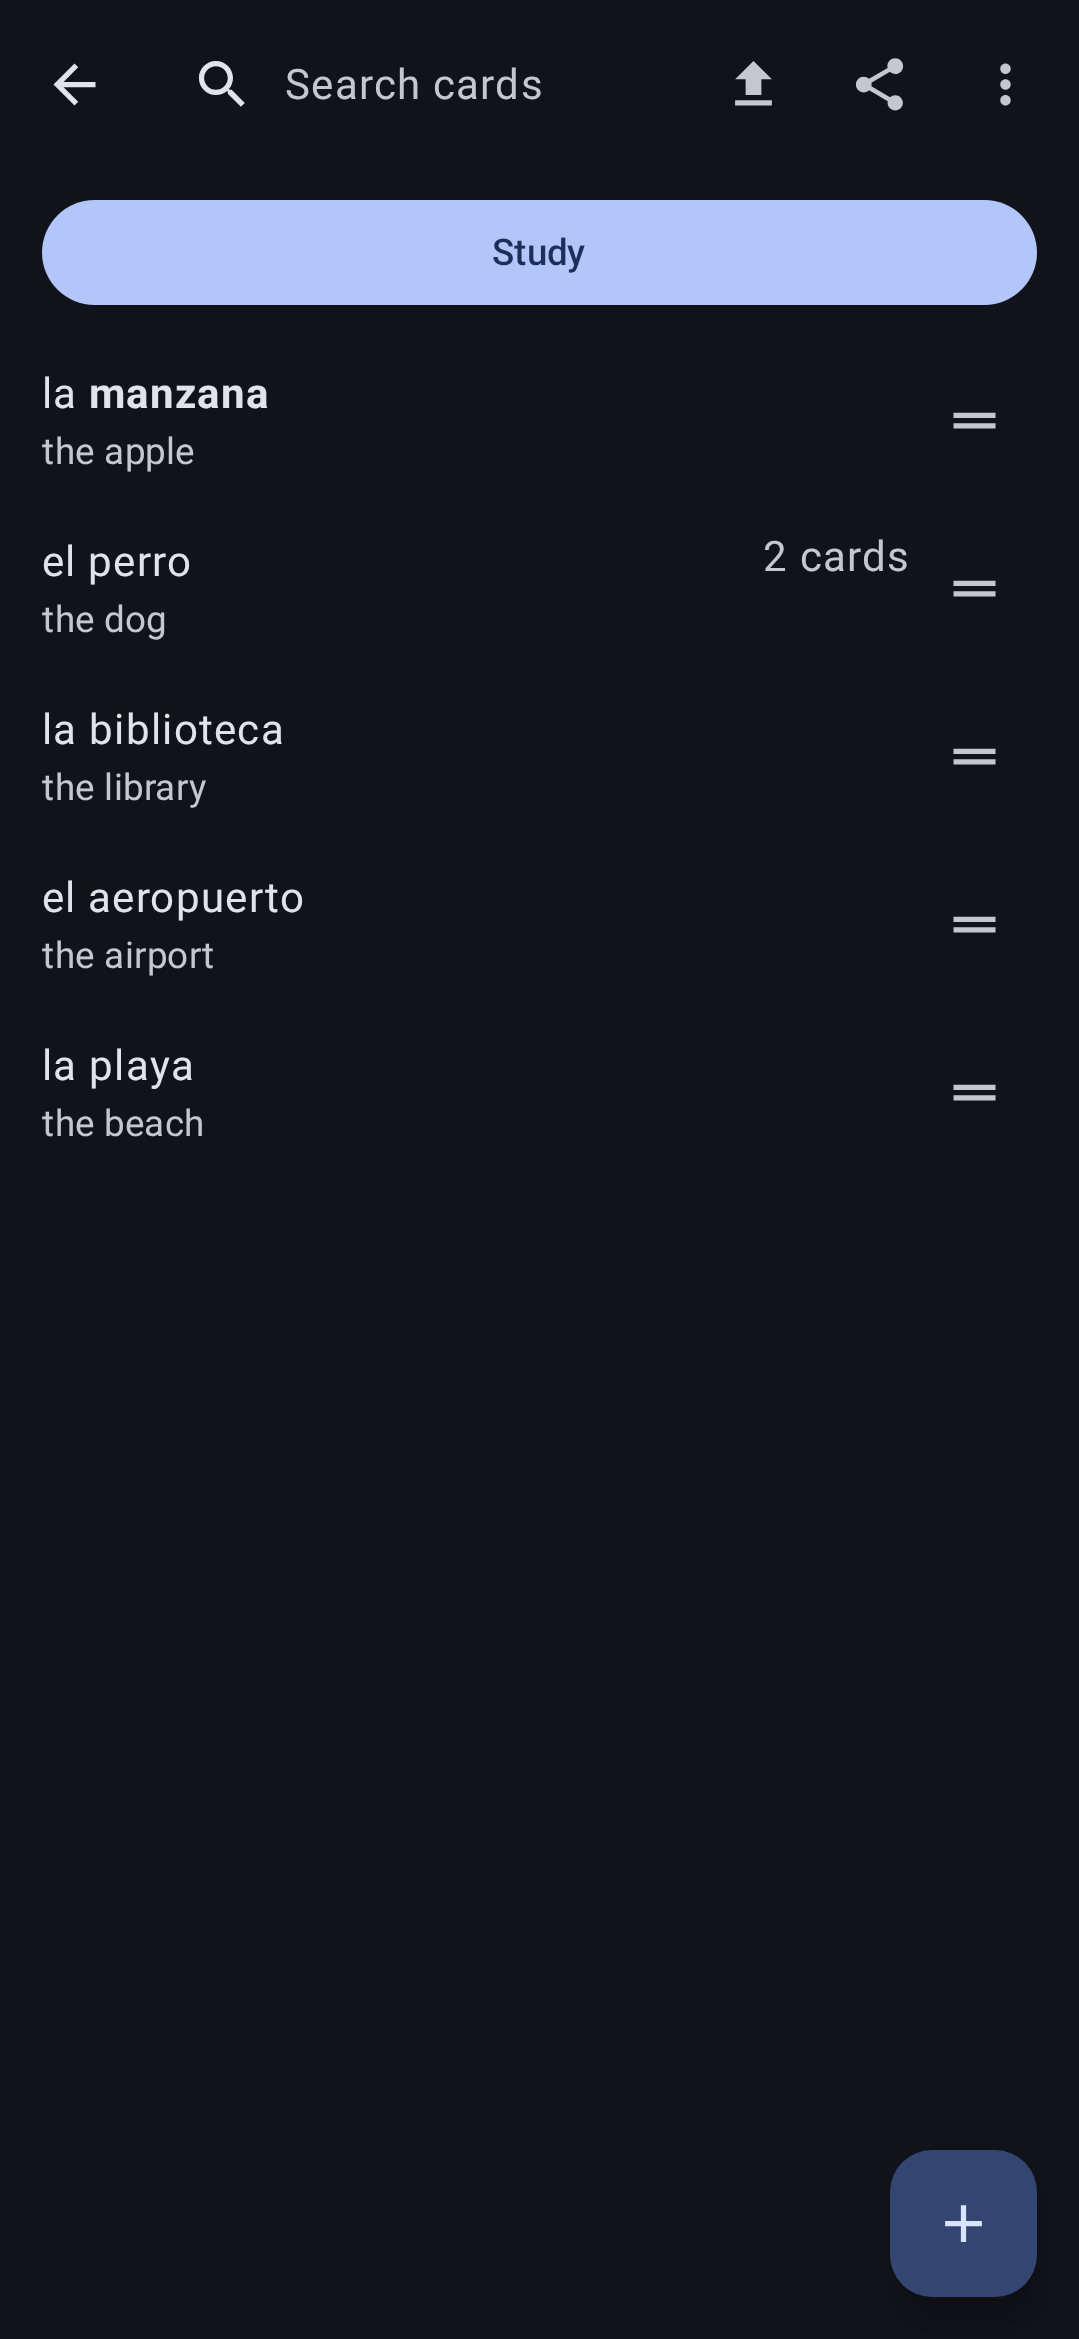 Search cards
Study
la manzana
the apple
el perro
2 cards
the dog
la biblioteca
the library
el aeropuerto
the airport
la playa
the beach